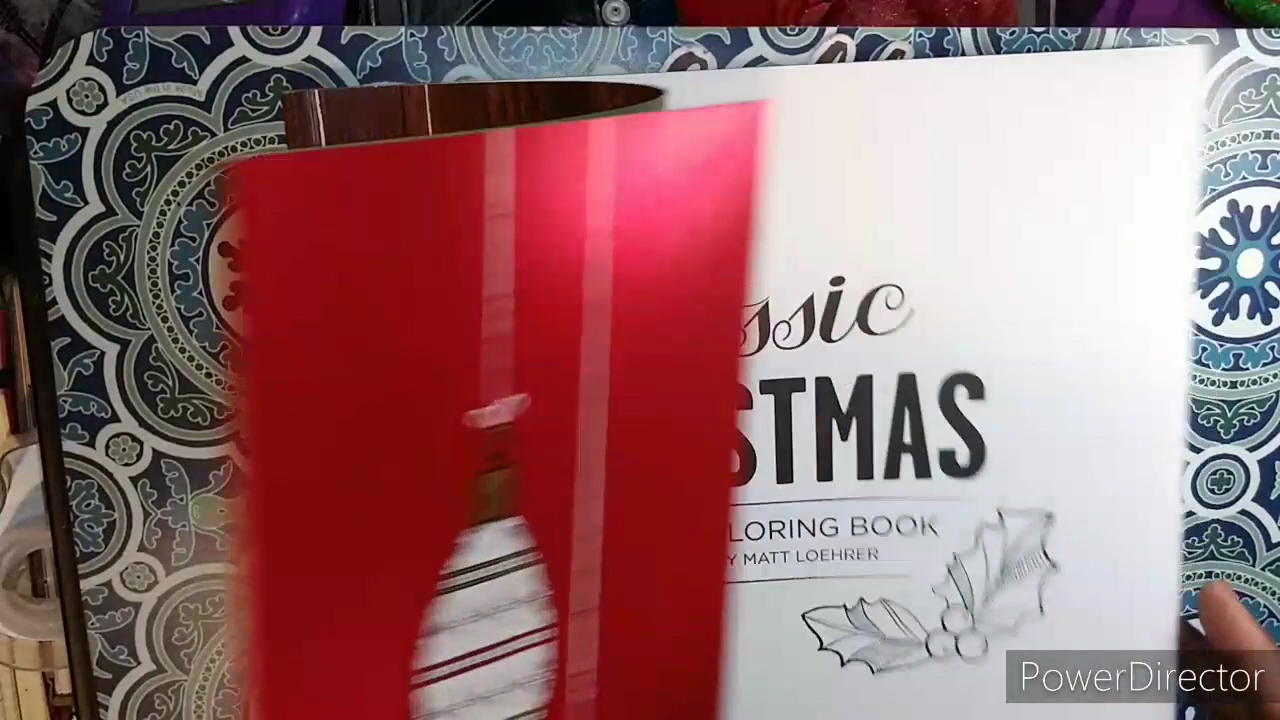 ssic
STMAS
LORING BOOK
Y MATT LOEHRER
PowerDirector